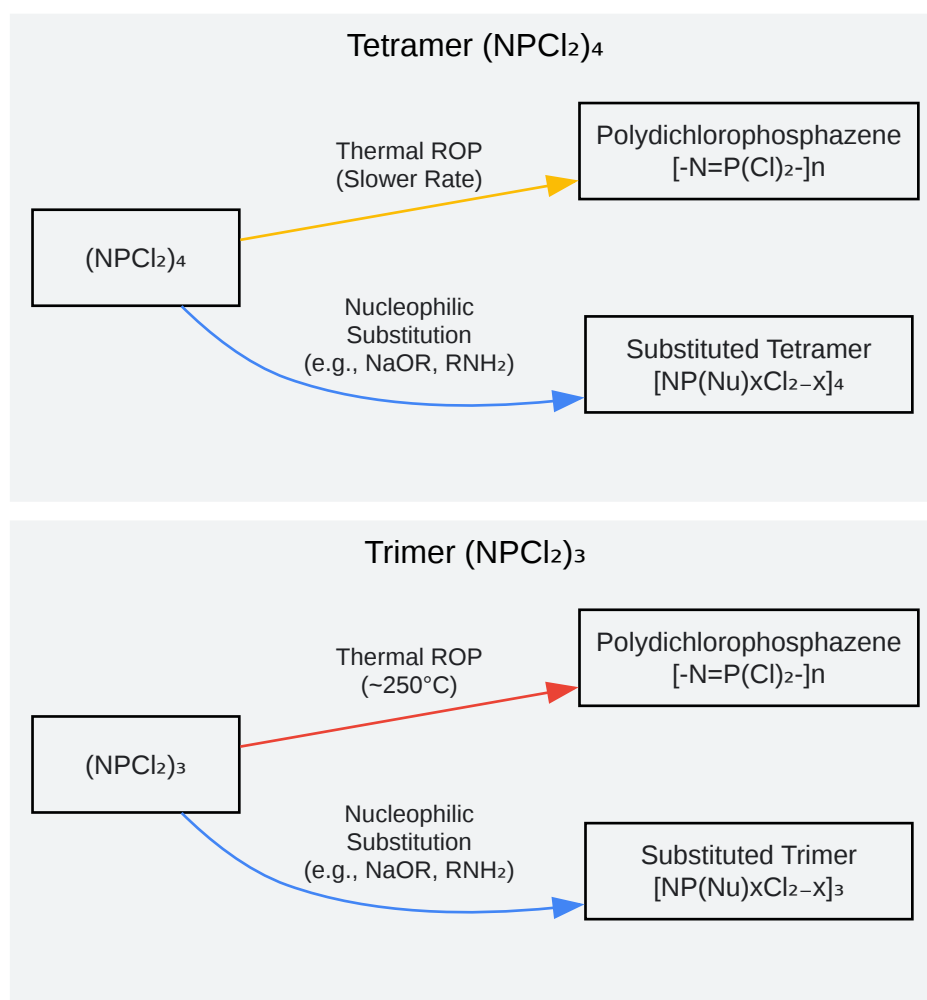 Tetramer (NPCl₂)₄
Thermal ROP
(Slower Rate)
Polydichlorophosphazene
[-N=P(Cl)₂-]n
(NPCl₂)₄
Nucleophilic
Substitution
(e.g., NaOR, RNH₂)
Substituted Tetramer
[NP(Nu)xCl₂₋x]₄
Trimer (NPCl₂)₃
Thermal ROP
(~250°C)
Polydichlorophosphazene
[-N=P(Cl)₂-]n
(NPCl₂)₃
Nucleophilic
Substitution
(e.g., NaOR, RNH₂)
Substituted Trimer
[NP(Nu)xCl₂₋x]₃